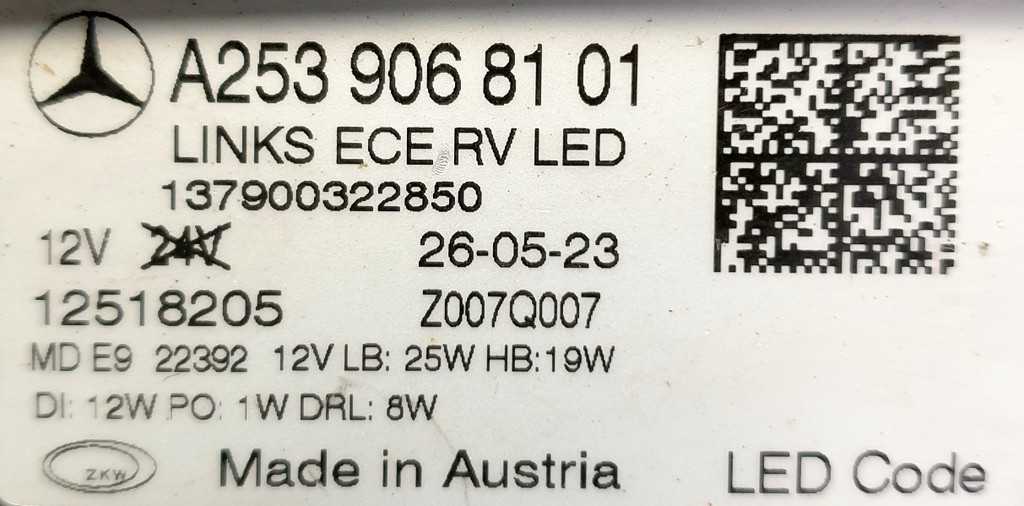 A253 906 81 01
LINKS ECE RV LED
137900322850
12V 24V 26-05-23
12518205 Z007Q007
MD E9 22392 12V LB: 25W HB:19W
DI: 12W PO: 1W DRL: 8W
ZKW Made in Austria LED Code